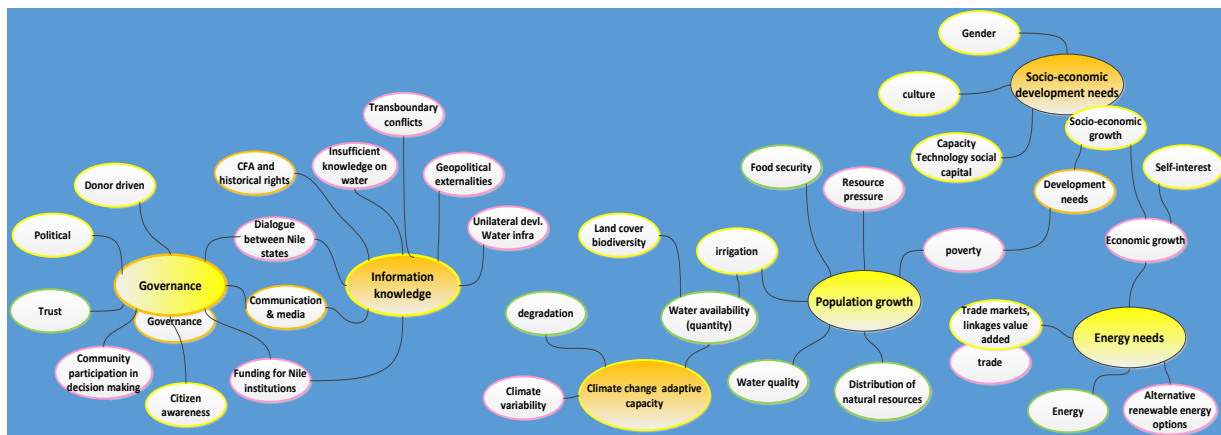 Gender
Socio-economic
development needs
culture
Socio-economic
growth
Transboundary
conflicts
Capacity
Technology social
capital
Insufficient
knowledge on
water
CFA and
historical rights
Geopolitical
externalities
Food security
Resource
pressure
Self-interest
Development
needs
Donor driven
Unilateral devl.
Water infra
Land cover
biodiversity
Political
Dialogue
between Nile
states
irrigation
poverty
Economic growth
Governance
Information
knowledge
Population growth
Communication
& media
Trust
Governance
degradation
Water availability
(quantity)
Trade markets,
linkages value
added
Energy needs
trade
Community
participation in
decision making
Funding for Nile
institutions
Citizen
awareness
Climate
variability
Climate change adaptive
capacity
Water quality
Distribution of
natural resources
Energy
Alternative
renewable energy
options